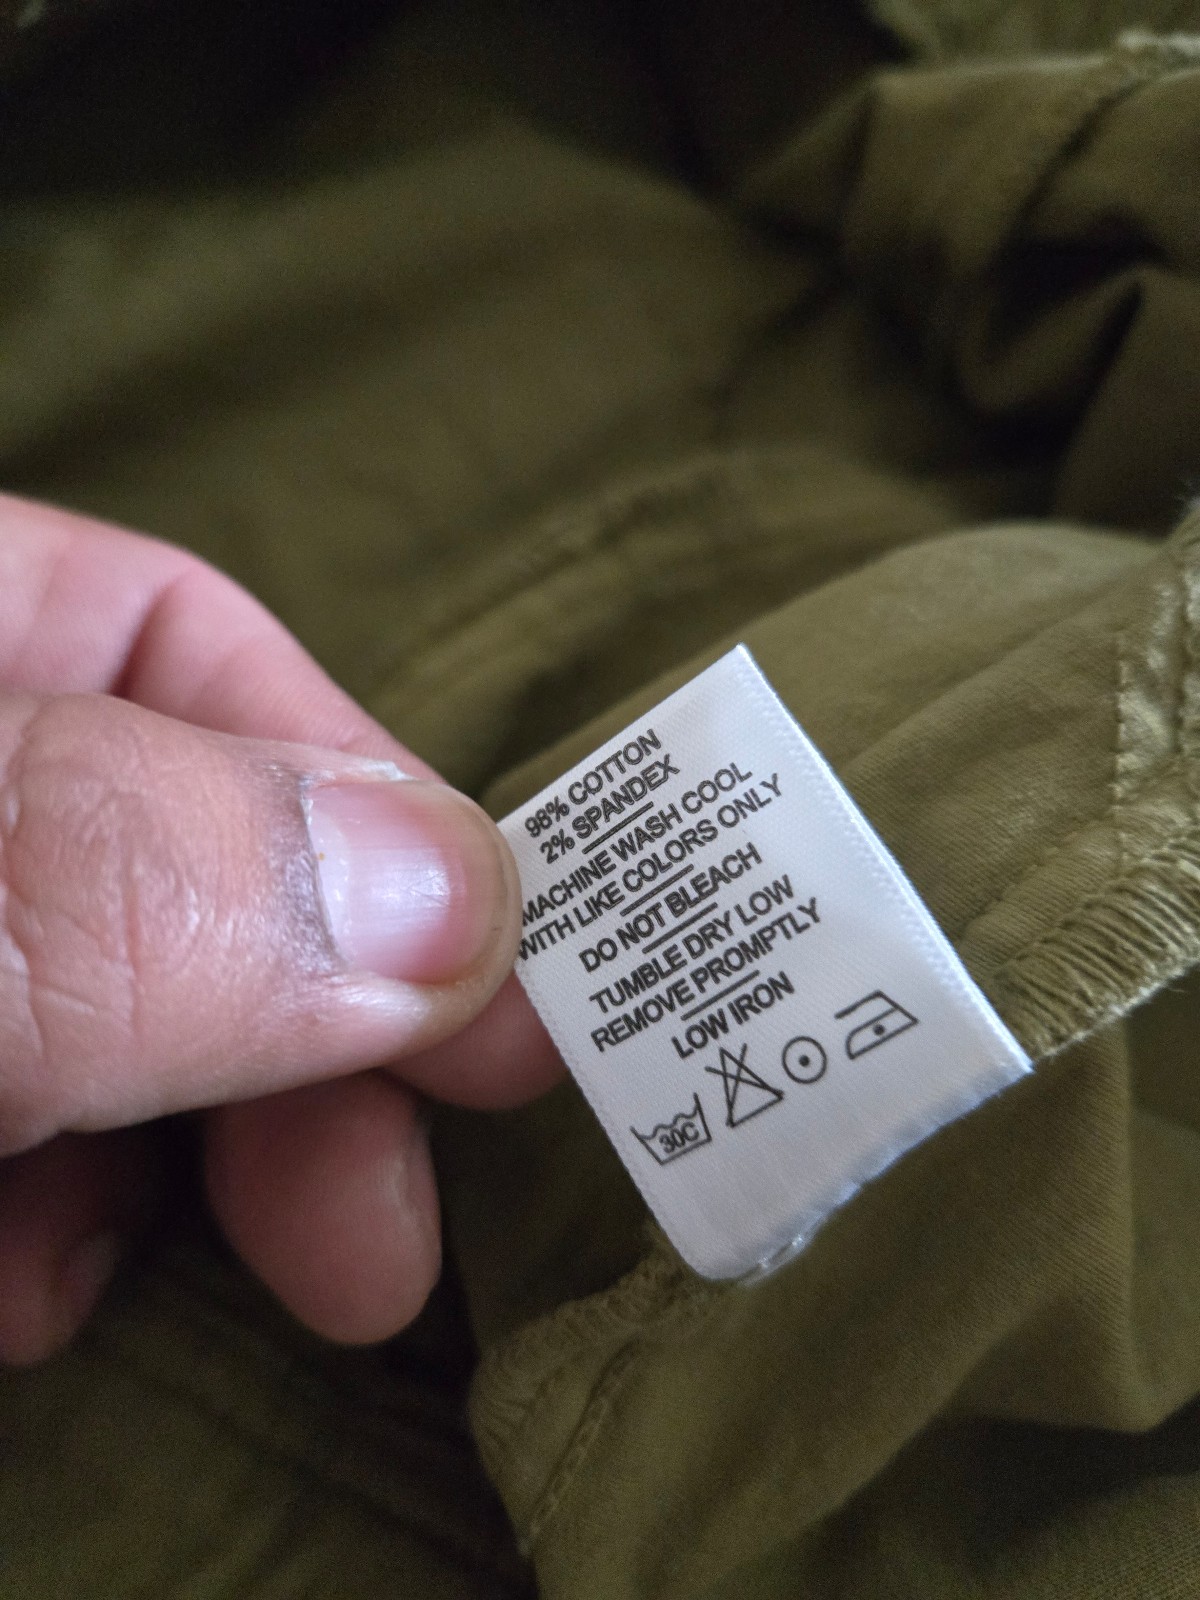 98% COTTON
2% SPANDEX
MACHINE WASH COOL
WITH LIKE COLORS ONLY
DO NOT BLEACH
TUMBLE DRY LOW
REMOVE PROMPTLY
LOW IRON
30C